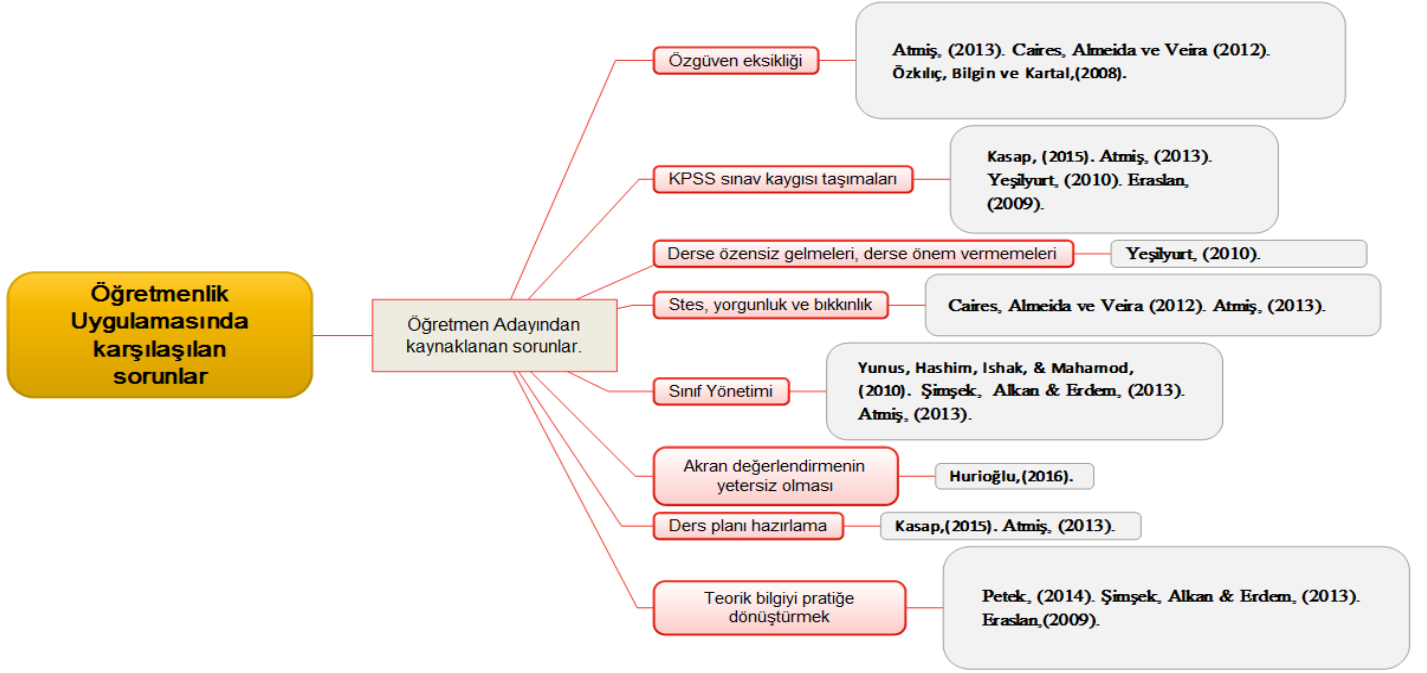 Öğretmenlik
Uygulamasında
karşılaşılan
sorunlar
Öğretmen Adayından
kaynaklanan sorunlar.
Özgüven eksikliği
Atmiş, (2013). Caires, Almeida ve Veira (2012).
Özkılıç, Bilgin ve Kartal,(2008).
KPSS sınav kaygısı taşımaları
Kasap, (2015). Atmiş, (2013).
Yeşilyurt, (2010). Eraslan,
(2009).
Derse özensiz gelmeleri, derse önem vermemeleri
Yeşilyurt, (2010).
Stes, yorgunluk ve bıkkınlık
Caires, Almeida ve Veira (2012). Atmiş, (2013).
Sınıf Yönetimi
Yunus, Hashim, Ishak, & Mahamod,
(2010). Şimşek, Alkan & Erdem, (2013).
Atmiş, (2013).
Akran değerlendirmenin
yetersiz olması
Hurioğlu,(2016).
Ders planı hazırlama
Kasap,(2015). Atmiş, (2013).
Teorik bilgiyi pratiğe
dönüştürmek
Petek, (2014). Şimşek, Alkan & Erdem, (2013).
Eraslan,(2009).